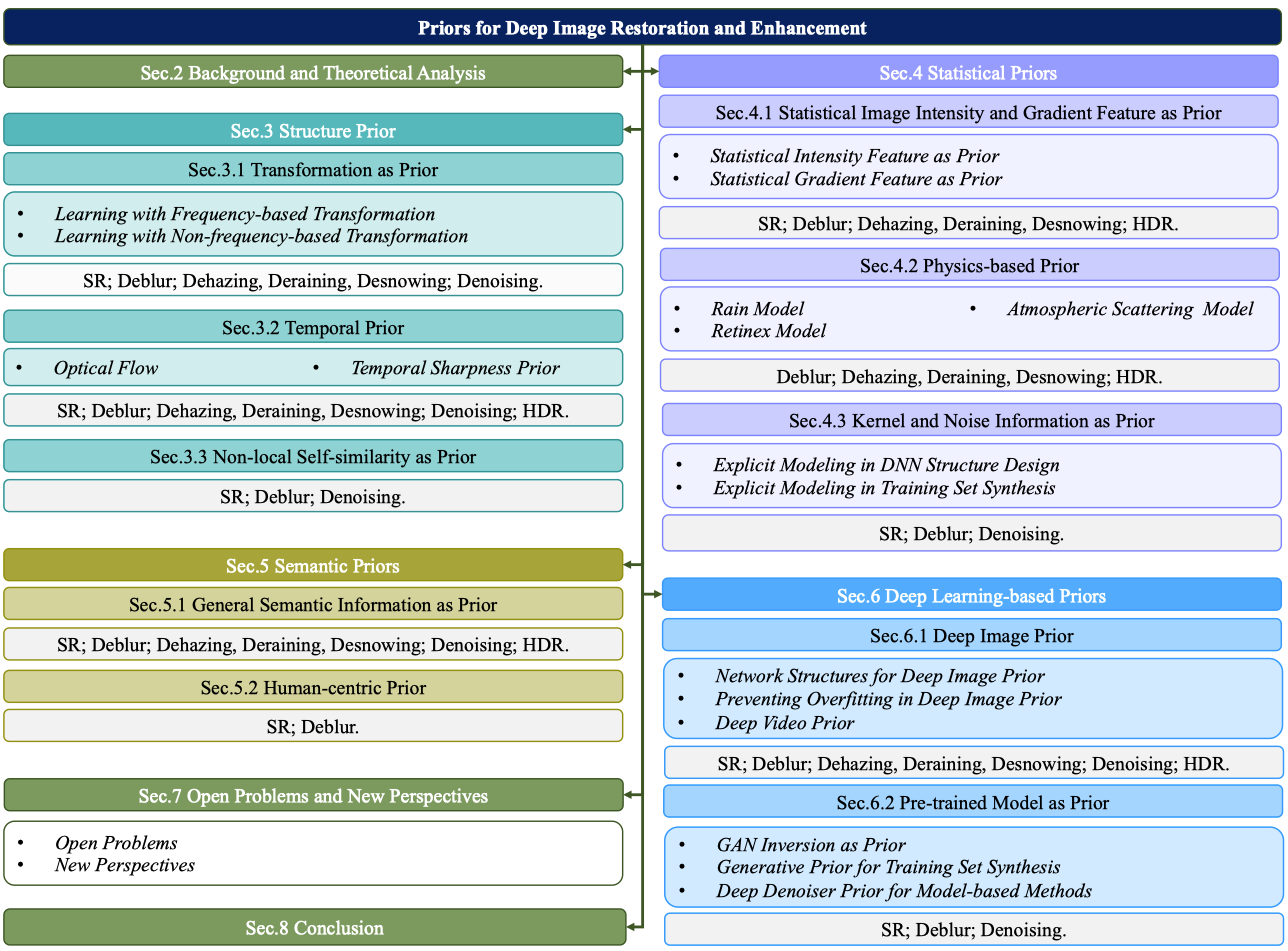 Priors for Deep Image Restoration and Enhancement
Sec.2 Background and Theoretical Analysis
Sec.3 Structure Prior
Sec.3.1 Transformation as Prior
• Learning with Frequency-based Transformation
• Learning with Non-frequency-based Transformation
SR; Deblur; Dehazing, Deraining, Desnowing; Denoising.
Sec.3.2 Temporal Prior
• Optical Flow • Temporal Sharpness Prior
SR; Deblur; Dehazing, Deraining, Desnowing; Denoising; HDR.
Sec.3.3 Non-local Self-similarity as Prior
SR; Deblur; Denoising.
Sec.4 Statistical Priors
Sec.4.1 Statistical Image Intensity and Gradient Feature as Prior
• Statistical Intensity Feature as Prior
• Statistical Gradient Feature as Prior
SR; Deblur; Dehazing, Deraining, Desnowing; HDR.
Sec.4.2 Physics-based Prior
• Rain Model • Atmospheric Scattering Model
• Retinex Model
Deblur; Dehazing, Deraining, Desnowing; HDR.
Sec.4.3 Kernel and Noise Information as Prior
• Explicit Modeling in DNN Structure Design
• Explicit Modeling in Training Set Synthesis
SR; Deblur; Denoising.
Sec.5 Semantic Priors
Sec.5.1 General Semantic Information as Prior
SR; Deblur; Dehazing, Deraining, Desnowing; Denoising; HDR.
Sec.5.2 Human-centric Prior
SR; Deblur.
Sec.6 Deep Learning-based Priors
Sec.6.1 Deep Image Prior
• Network Structures for Deep Image Prior
• Preventing Overfitting in Deep Image Prior
• Deep Video Prior
SR; Deblur; Dehazing, Deraining, Desnowing; Denoising; HDR.
Sec.6.2 Pre-trained Model as Prior
• GAN Inversion as Prior
• Generative Prior for Training Set Synthesis
• Deep Denoiser Prior for Model-based Methods
SR; Deblur; Denoising.
Sec.7 Open Problems and New Perspectives
• Open Problems
• New Perspectives
Sec.8 Conclusion